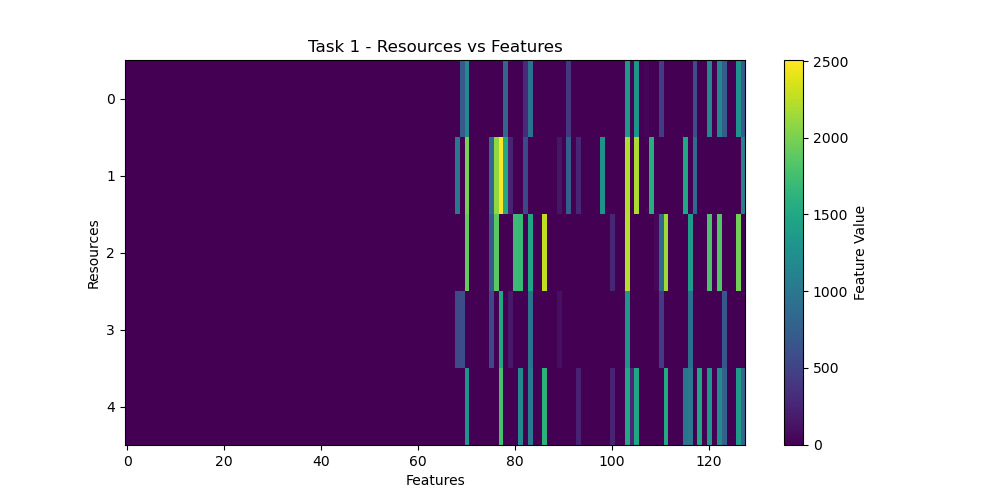 Task 1 - Resources vs Features
Resources
0
1
2
3
4
0 20 40 60 80 100 120
Features
2500
2000
1500
1000
500
0
Feature Value